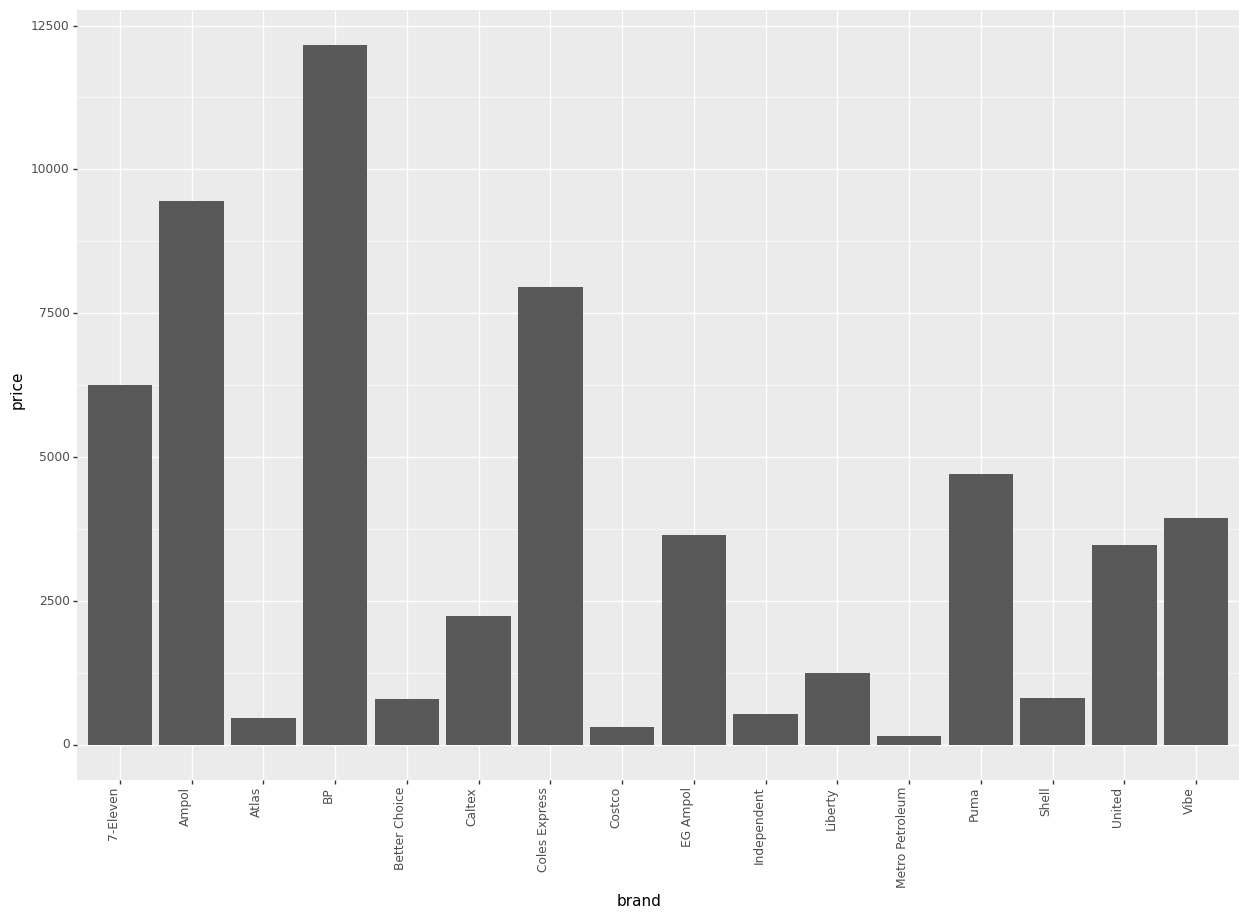 12500
10000
7500
5000
2500
0
price
7-Eleven
Ampol
Atlas
BP
Better Choice
Caltex
Coles Express
Costco
EG Ampol
Independent
Liberty
Metro Petroleum
Puma
Shell
United
Vibe
brand